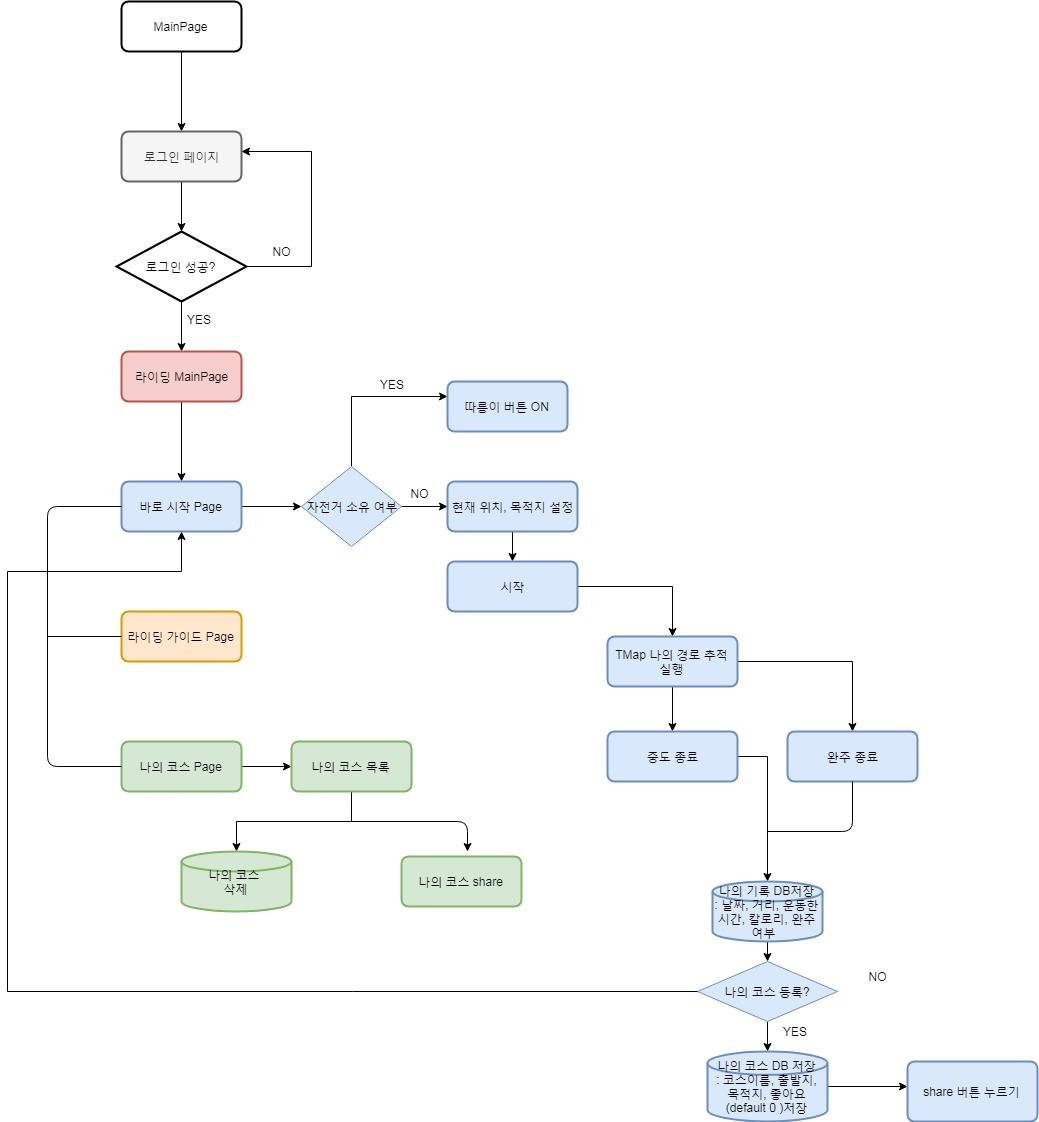 MainPage
로그인 페이지
로그인 성공?
NO
YES
라이딩 MainPage
YES
따릉이 버튼 ON
바로 시작 Page
자전거 소유 여부
NO
현재 위치, 목적지 설정
시작
라이딩 가이드 Page
TMap 나의 경로 추적
실행
나의 코스 Page
나의 코스 목록
중도 종료
완주 종료
나의 코스
삭제
나의 코스 share
나의 기록 DB저장
: 날짜, 거리, 운동한
시간, 칼로리, 완주
여부
나의 코스 등록?
NO
YES
나의 코스 DB 저장
: 코스이름, 출발지,
목적지, 좋아요
(default 0 )저장
share 버튼 누르기